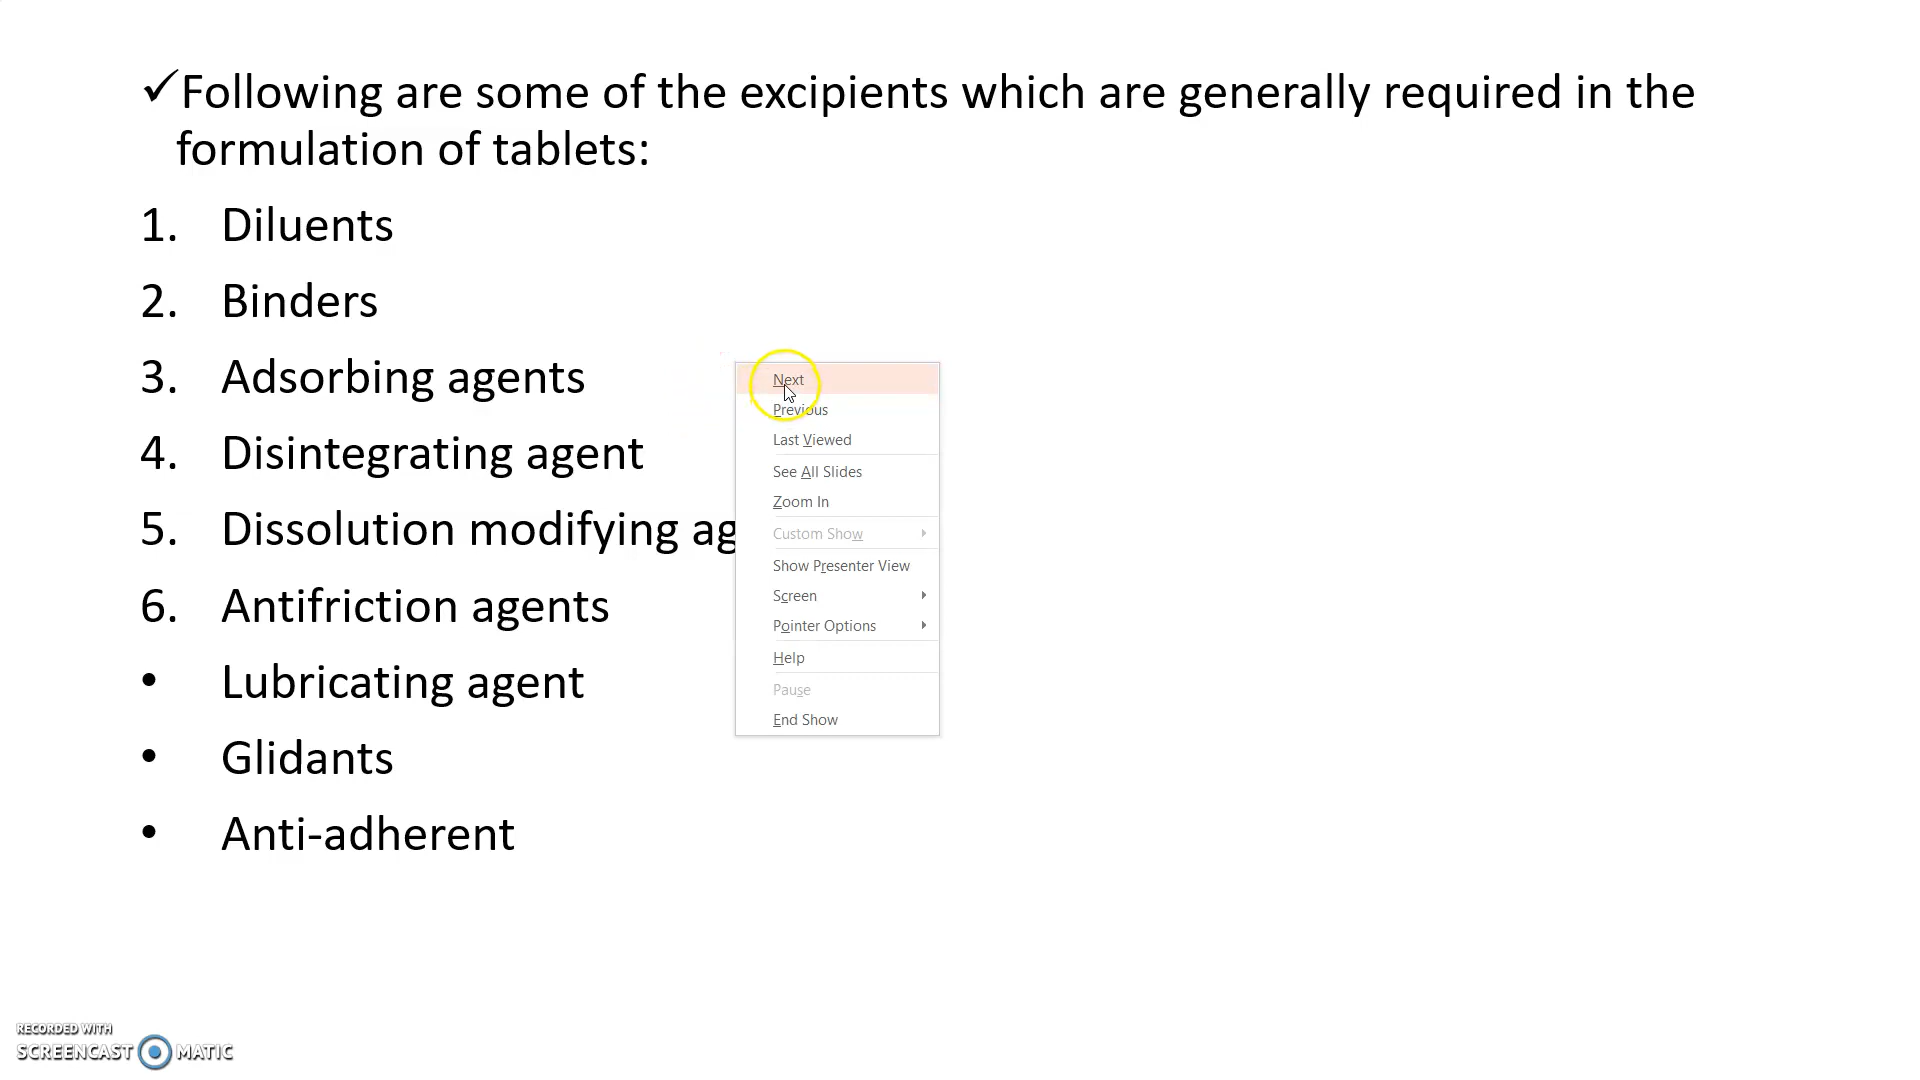 ✓Following are some of the excipients which are generally required in the
formulation of tablets:
1. Diluents
2. Binders
3. Adsorbing agents
4. Disintegrating agent
5. Dissolution modifying
6. Antifriction agents
• Lubricating agent
• Glidants
• Anti-adherent
Next
Previous
Last Viewed
See All Slides
Zoom In
Custom Show
Show Presenter View
Screen
Pointer Options
Help
Pause
End Show
RECORDED WITH
SCREENCAST MATIC